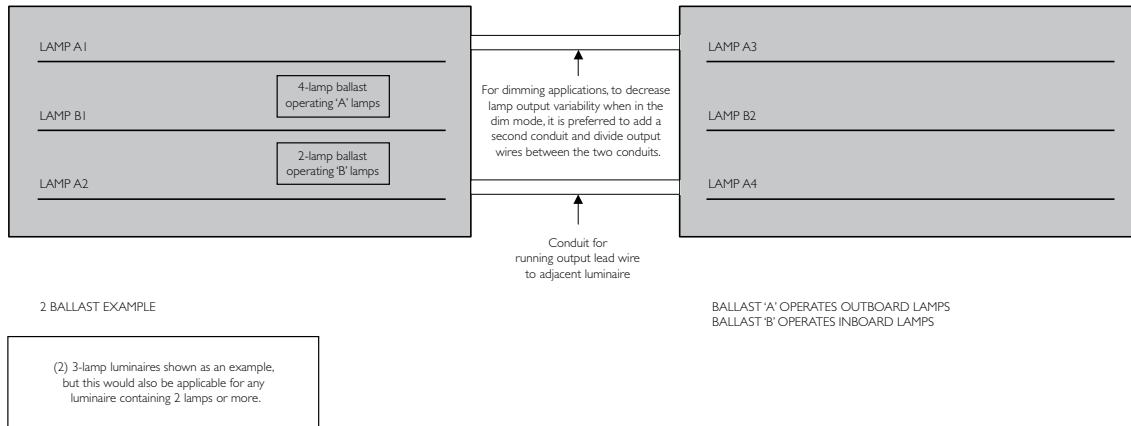 LAMP A1
4-lamp ballast
operating ‘A’ lamps
LAMP B1
2-lamp ballast
operating ‘B’ lamps
LAMP A2
For dimming applications, to decrease
lamp output variability when in the
dim mode, it is preferred to add a
second conduit and divide output
wires between the two conduits.
Conduit for
running output lead wire
to adjacent luminaire
LAMP A3
LAMP B2
LAMP A4
2 BALLAST EXAMPLE
BALLAST ‘A’ OPERATES OUTBOARD LAMPS
BALLAST ‘B’ OPERATES INBOARD LAMPS
(2) 3-lamp luminaires shown as an example,
but this would also be applicable for any
luminaire containing 2 lamps or more.